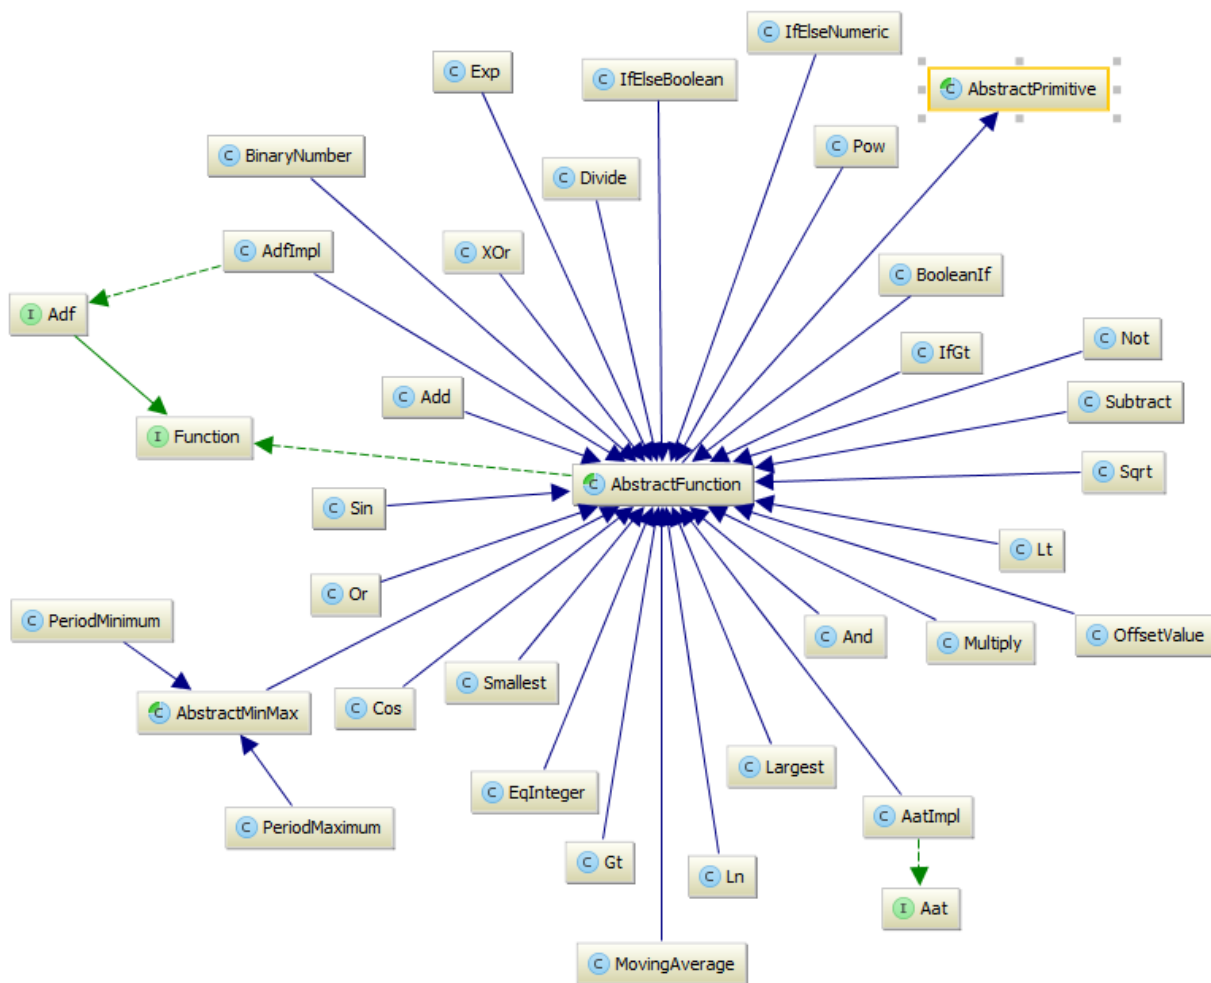 C IfElseNumeric
C Exp
C IfElseBoolean
C AbstractPrimitive
C BinaryNumber
C Divide
C Pow
C AdfImpl
C XOr
C BooleanIf
I Adf
C Not
C IfGt
C Add
C Subtract
I Function
C AbstractFunction
C Sqrt
C Sin
C Lt
C Or
C PeriodMinimum
C And
C Multiply
C OffsetValue
C Smallest
C AbstractMinMax
C Cos
C Largest
C EqInteger
C PeriodMaximum
C AatImpl
C Gt
C Ln
I Aat
C MovingAverage